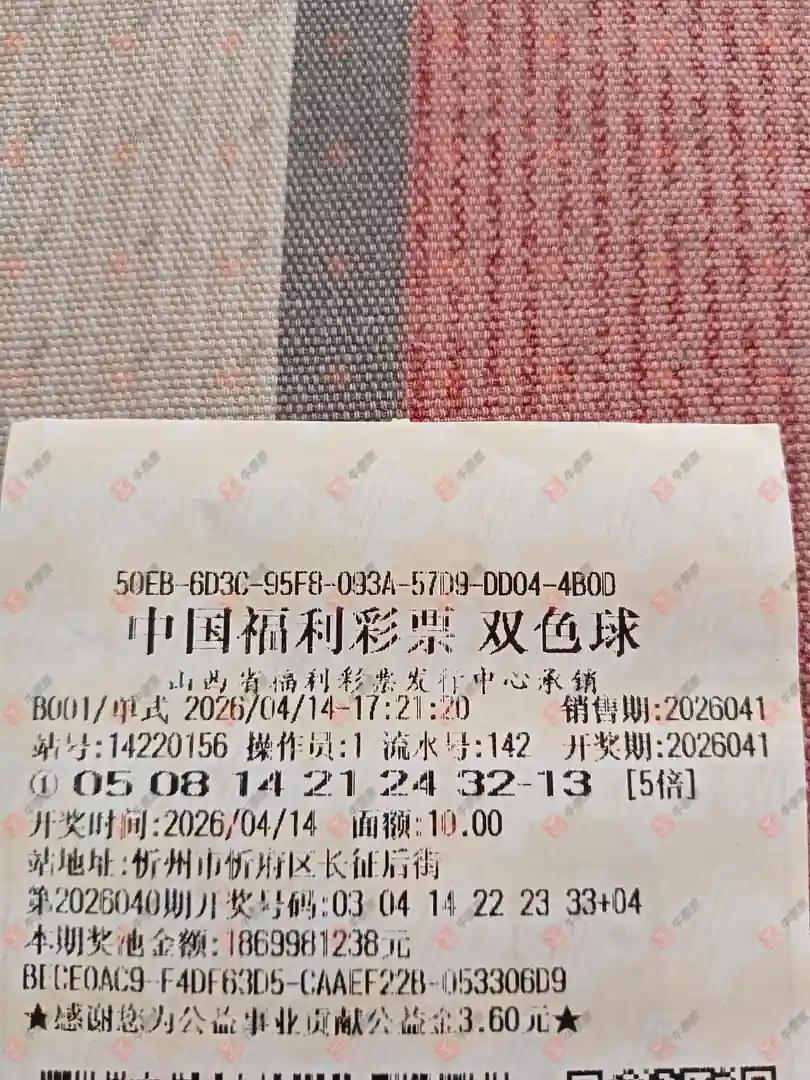 50EB-6D3C-95F8-093A-57D9-DD04-4B0D
中国福利彩票 双色球
山西省福利彩票发行中心承销
B001/单式 2026/04/14-17:21:20 销售期:2026041
站号:14220156 操作员:1 流水号:142 开奖期:2026041
① 05 08 14 21 24 32-13 [5倍]
开奖时间:2026/04/14 面额:10.00
站地址:忻州市忻府区长征后街
第2026040期开奖号码:03 04 14 22 23 33+04
本期奖池金额:1869981238元
BECE0AC9-F4DF63D5-CAAEF22B-053306D9
★感谢您为公益事业贡献公益金3.60元★